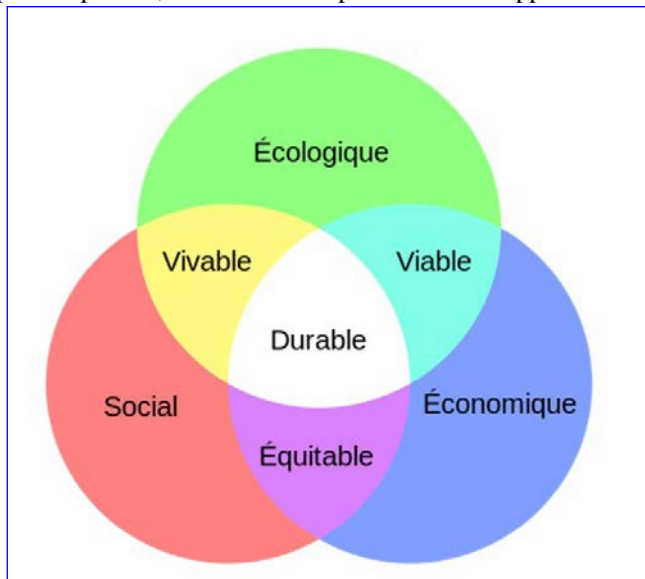 Écologique
Vivable
Viable
Durable
Social
Économique
Équitable